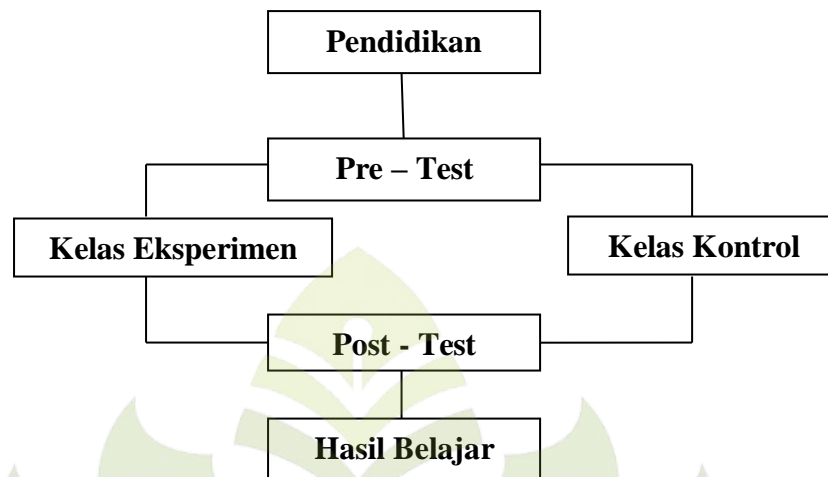 Pendidikan
Pre – Test
Kelas Eksperimen
Kelas Kontrol
Post - Test
Hasil Belajar